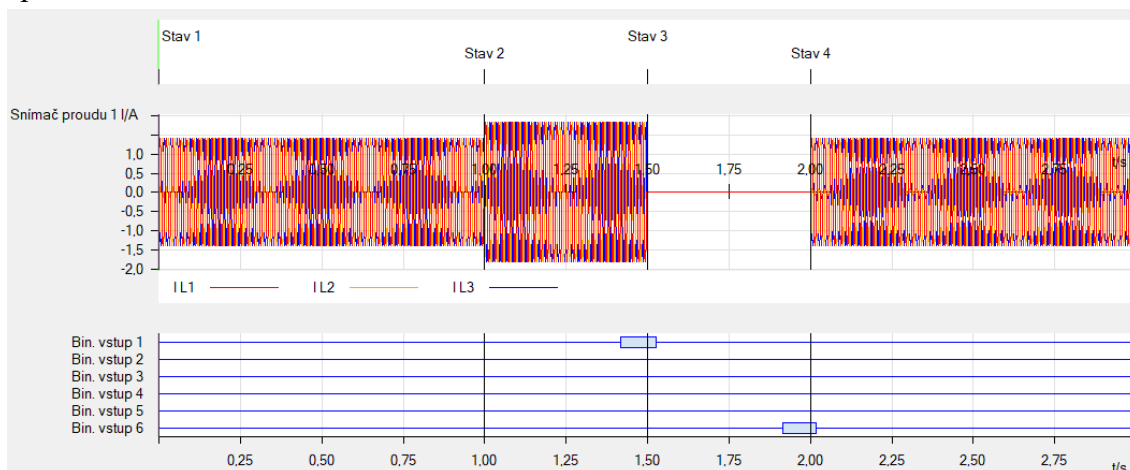 Stav 1
Stav 3
Stav 2
Stav 4
Snímač proudu 1 I/A
1,0
0,25
0,50
0,75
1,00
1,25
1,50
1,75
2,00
2,25
2,50
2,75
t/s
0,5
0,0
-0,5
-1,0
-1,5
-2,0
I L1
I L2
I L3
Bin. vstup 1
Bin. vstup 2
Bin. vstup 3
Bin. vstup 4
Bin. vstup 5
Bin. vstup 6
0,25
0,50
0,75
1,00
1,25
1,50
1,75
2,00
2,25
2,50
2,75
t/s